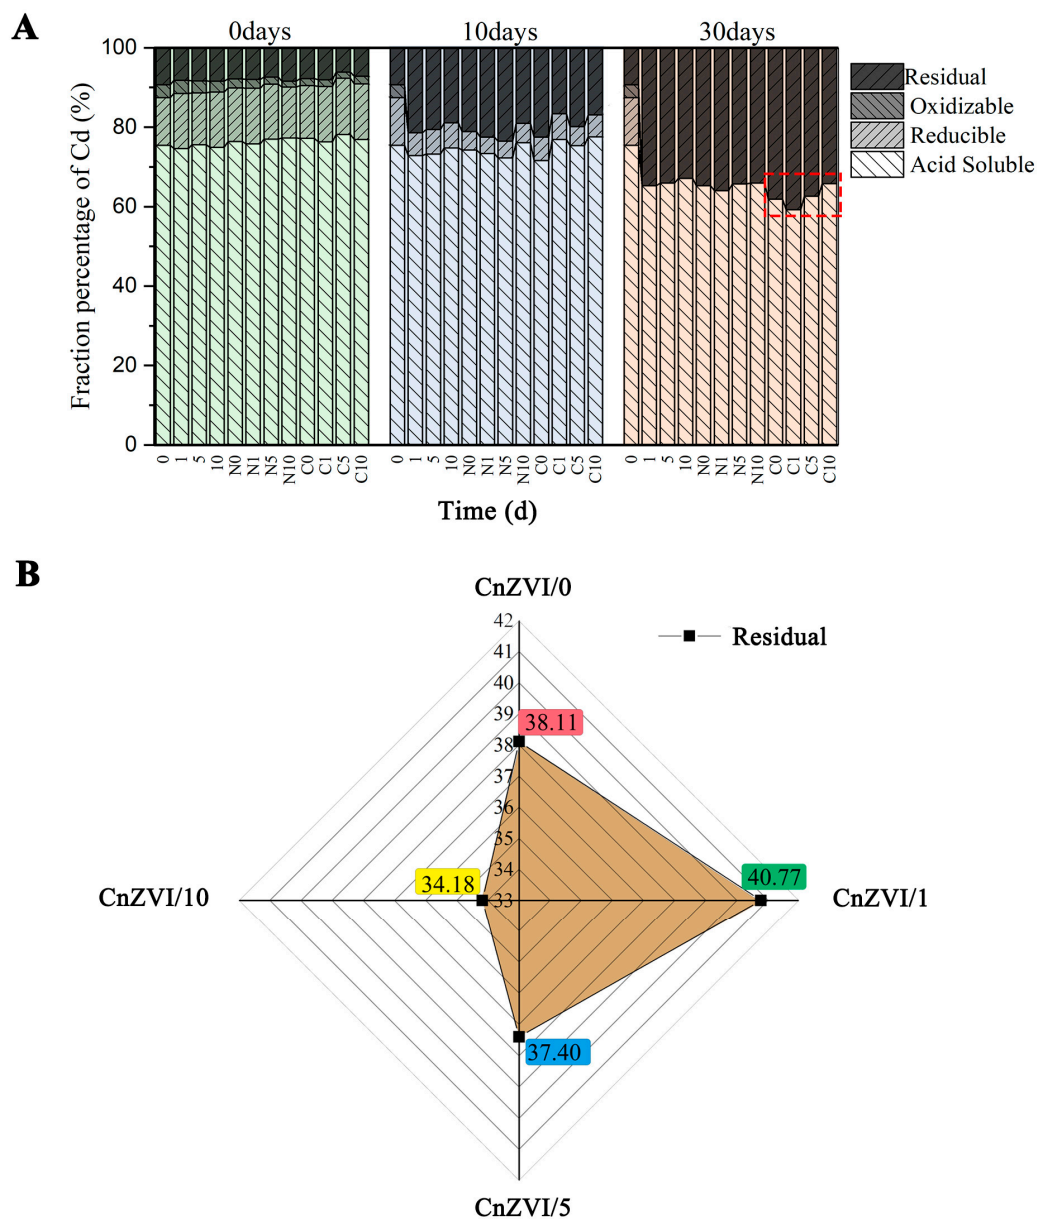 A
0days 10days 30days
Fraction percentage of Cd (%)
100
80
60
40
20
0
0 1 5 10 N0 N1 N5 N10 C0 C1 C5 C10
0 1 5 10 N0 N1 N5 N10 C0 C1 C5 C10
0 1 5 10 N0 N1 N5 N10 C0 C1 C5 C10
Time (d)
Residual
Oxidizable
Reducible
Acid Soluble
B
CnZVI/0
Residual
42
41
40
39
38
37
36
35
34
33
38.11
40.77
34.18
37.40
CnZVI/10
CnZVI/1
CnZVI/5